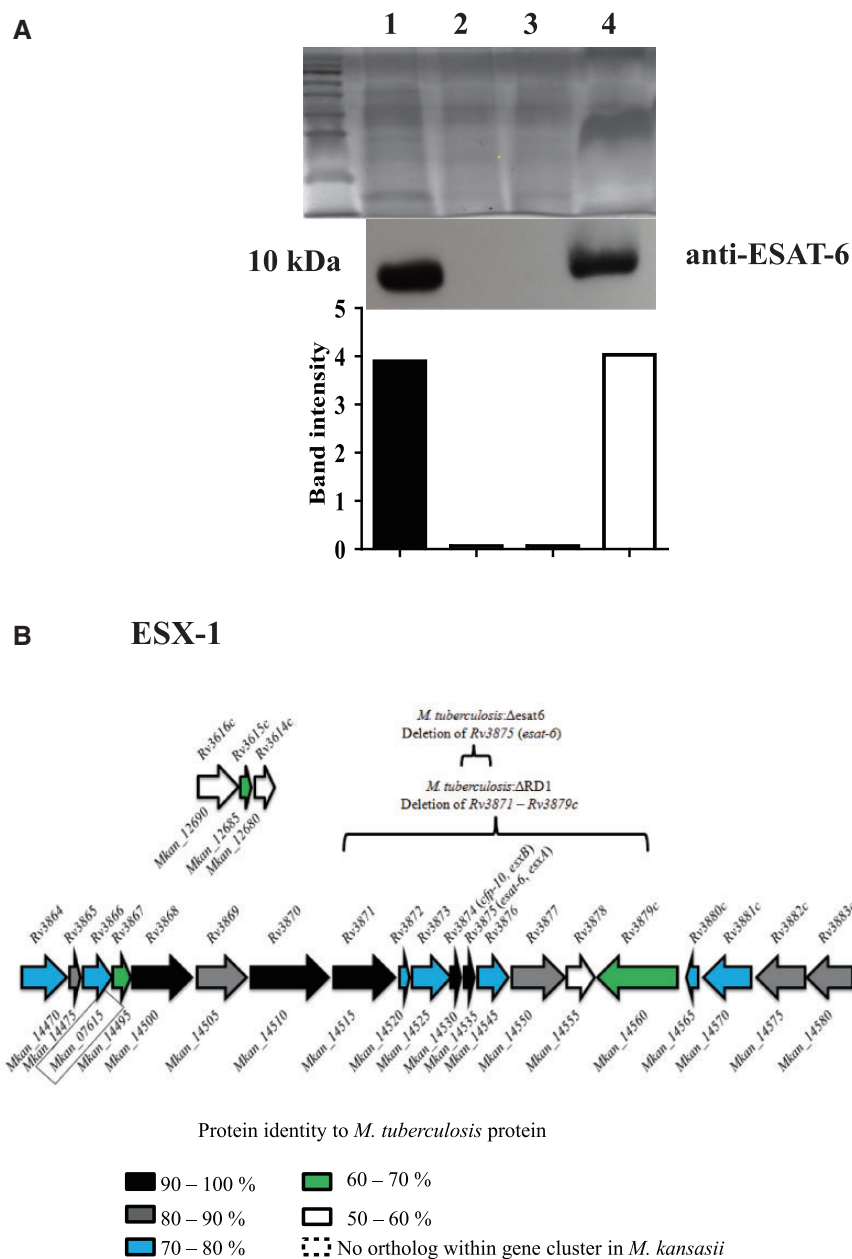 A
1 2 3 4
10 kDa
anti-ESAT-6
Band intensity
5
4
3
2
1
0
B
ESX-1
M. tuberculosis:Δesat6
Deletion of Rv3875 (esat-6)
M. tuberculosis:ΔRD1
Deletion of Rv3871 – Rv3879c
Rv3616c Rv3615c Rv3614c
Mkan_12690 Mkan_12685 Mkan_12680
Rv3864 Rv3865 Rv3866 Rv3867 Rv3868 Rv3869 Rv3870 Rv3871 Rv3872 Rv3873 Rv3874 (cfp-10, esxB) Rv3875 (esat-6, esxA) Rv3876 Rv3877 Rv3878 Rv3879c Rv3880c Rv3881c Rv3882c Rv3883c
Mkan_14470 Mkan_14475 Mkan_07615 Mkan_14495 Mkan_14500 Mkan_14505 Mkan_14510 Mkan_14515 Mkan_14520 Mkan_14525 Mkan_14530 Mkan_14535 Mkan_14545 Mkan_14550 Mkan_14555 Mkan_14560 Mkan_14565 Mkan_14570 Mkan_14575 Mkan_14580
Protein identity to M. tuberculosis protein
90 – 100 %
60 – 70 %
80 – 90 %
50 – 60 %
70 – 80 %
No ortholog within gene cluster in M. kansasii